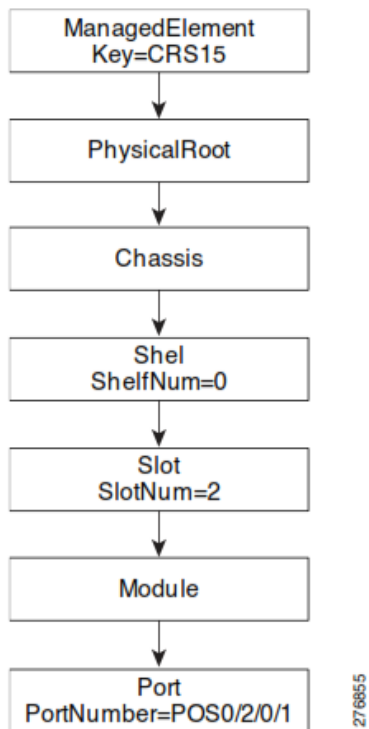 ManagedElement
Key=CRS15
PhysicalRoot
Chassis
Shel
ShelfNum=0
Slot
SlotNum=2
Module
Port
PortNumber=POS0/2/0/1
276855